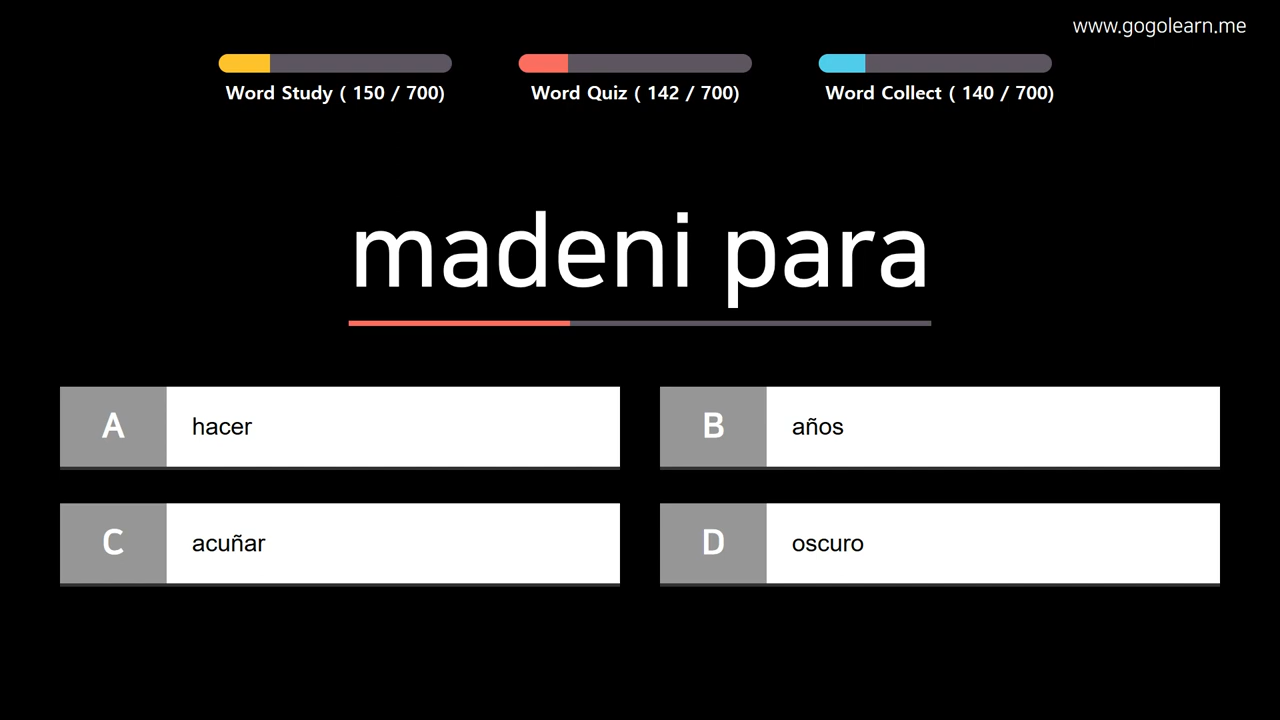 www.gogolearn.me
Word Study ( 150 / 700)
Word Quiz ( 142 / 700)
Word Collect ( 140 / 700)
madeni para
A hacer
B años
C acuñar
D oscuro